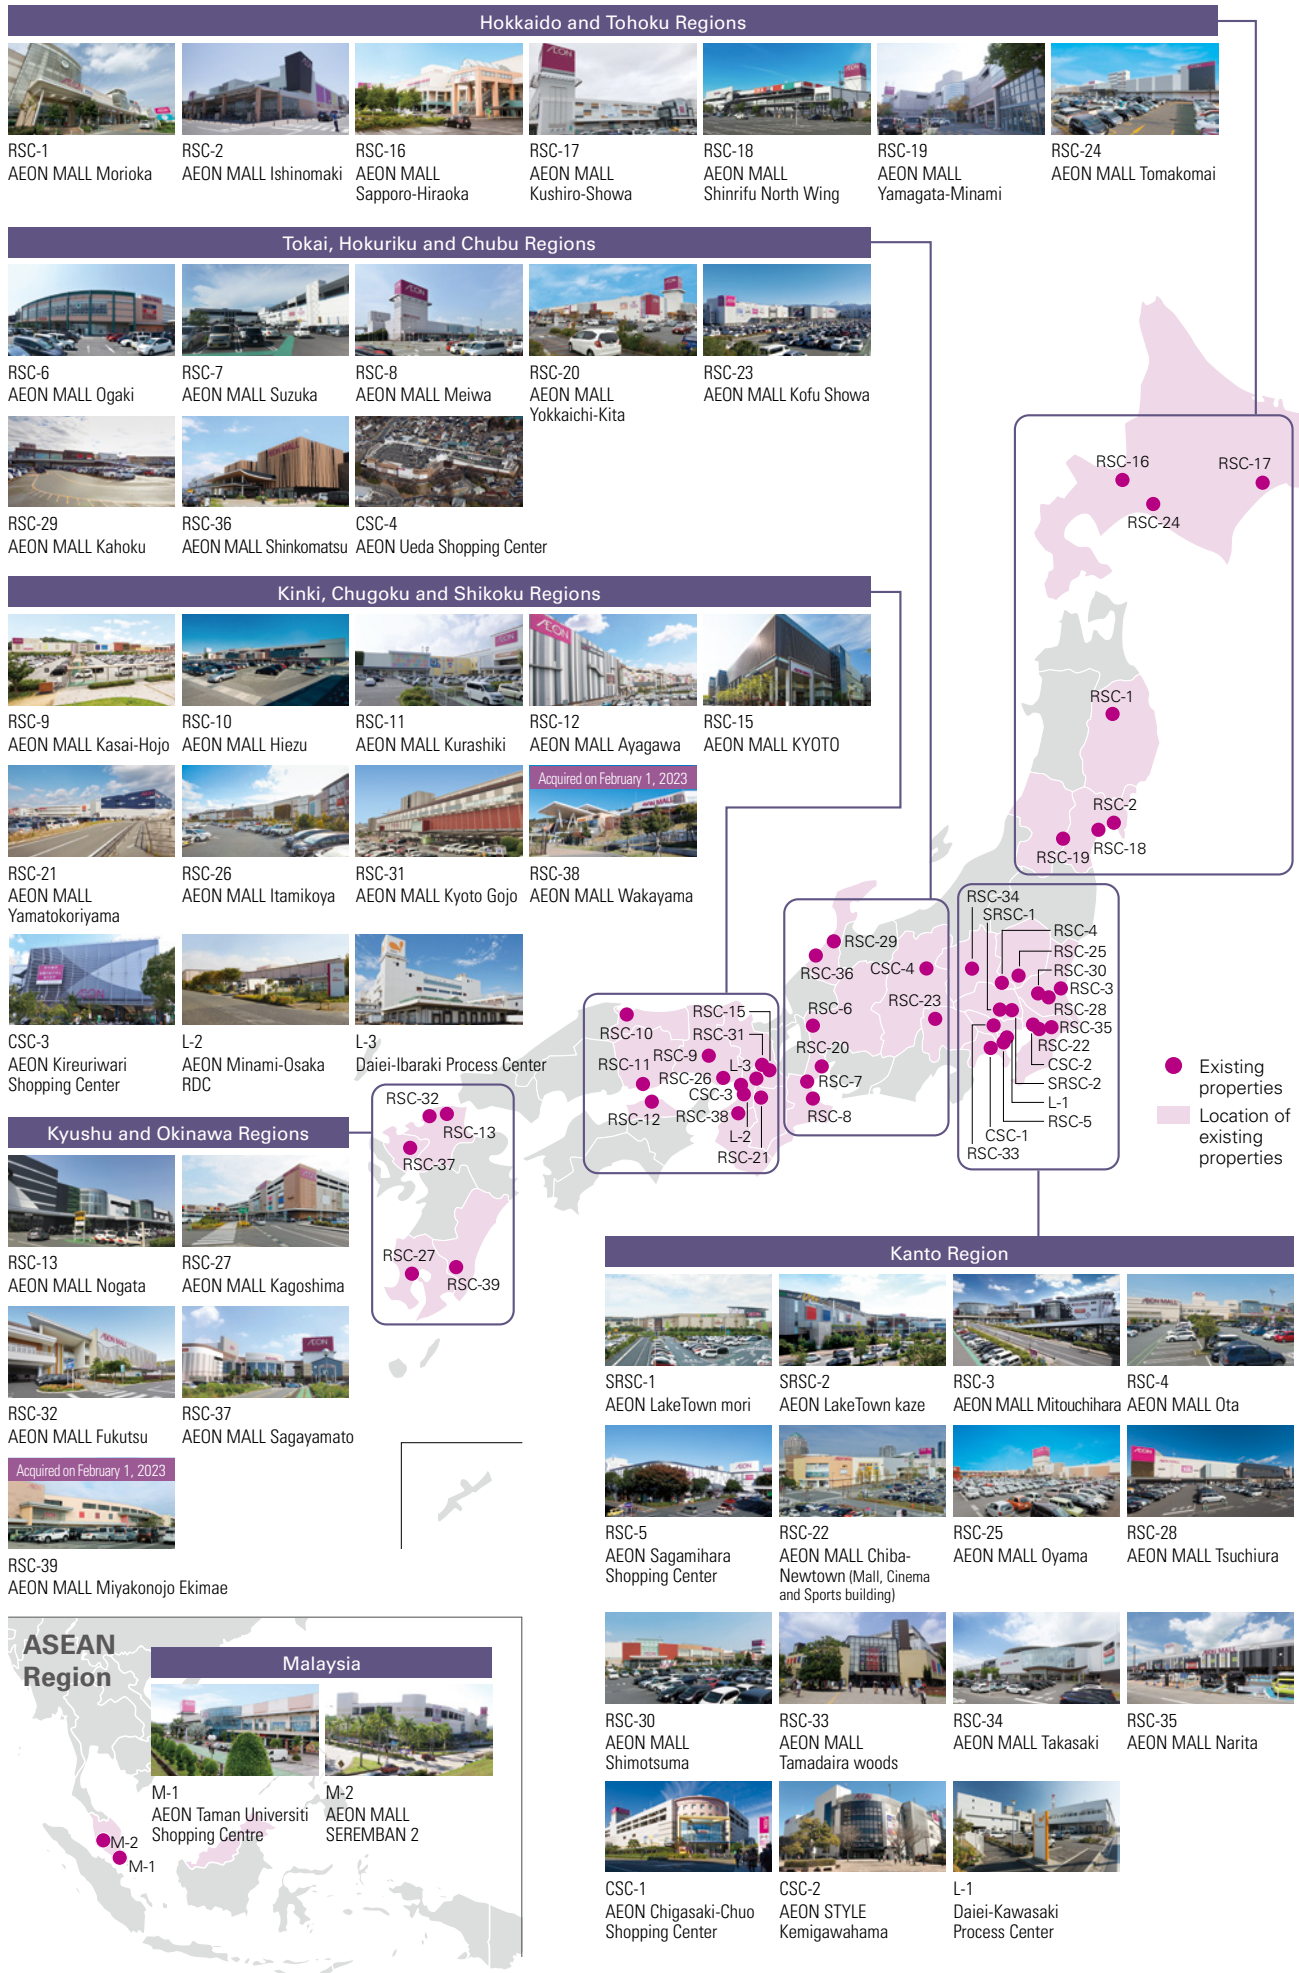 Hokkaido and Tohoku Regions
RSC-1
AEON MALL Morioka
RSC-2
AEON MALL Ishinomaki
RSC-16
AEON MALL
Sapporo-Hiraoka
RSC-17
AEON MALL
Kushiro-Showa
RSC-18
AEON MALL
Shinrifu North Wing
RSC-19
AEON MALL
Yamagata-Minami
RSC-24
AEON MALL Tomakomai
Tokai, Hokuriku and Chubu Regions
RSC-6
AEON MALL Ogaki
RSC-7
AEON MALL Suzuka
RSC-8
AEON MALL Meiwa
RSC-20
AEON MALL
Yokkaichi-Kita
RSC-23
AEON MALL Kofu Showa
RSC-29
AEON MALL Kahoku
RSC-36
AEON MALL Shinkomatsu
CSC-4
AEON Ueda Shopping Center
Kinki, Chugoku and Shikoku Regions
RSC-9
AEON MALL Kasai-Hojo
RSC-10
AEON MALL Hiezu
RSC-11
AEON MALL Kurashiki
RSC-12
AEON MALL Ayagawa
RSC-15
AEON MALL KYOTO
RSC-21
AEON MALL
Yamatokoriyama
RSC-26
AEON MALL Itamikoya
RSC-31
AEON MALL Kyoto Gojo
Acquired on February 1, 2023
RSC-38
AEON MALL Wakayama
CSC-3
AEON Kireuriwari
Shopping Center
L-2
AEON Minami-Osaka
RDC
L-3
Daiei-Ibaraki Process Center
Kyushu and Okinawa Regions
RSC-13
AEON MALL Nogata
RSC-27
AEON MALL Kagoshima
RSC-32
AEON MALL Fukutsu
RSC-37
AEON MALL Sagayamato
Acquired on February 1, 2023
RSC-39
AEON MALL Miyakonojo Ekimae
RSC-16
RSC-17
RSC-24
RSC-1
RSC-2
RSC-18
RSC-19
RSC-29
RSC-36
CSC-4
RSC-6
RSC-23
RSC-20
RSC-7
RSC-8
RSC-34
SRSC-1
RSC-4
RSC-25
RSC-30
RSC-3
RSC-28
RSC-35
RSC-22
CSC-2
SRSC-2
L-1
RSC-5
CSC-1
RSC-33
RSC-15
RSC-10
RSC-31
RSC-9
RSC-11
L-3
RSC-26
CSC-3
RSC-12
RSC-38
L-2
RSC-21
RSC-32
RSC-13
RSC-37
RSC-27
RSC-39
Existing
properties
Location of
existing
properties
Kanto Region
SRSC-1
AEON LakeTown mori
SRSC-2
AEON LakeTown kaze
RSC-3
AEON MALL Mitouchihara
RSC-4
AEON MALL Ota
RSC-5
AEON Sagamihara
Shopping Center
RSC-22
AEON MALL Chiba-
Newtown (Mall, Cinema
and Sports building)
RSC-25
AEON MALL Oyama
RSC-28
AEON MALL Tsuchiura
RSC-30
AEON MALL
Shimotsuma
RSC-33
AEON MALL
Tamadaira woods
RSC-34
AEON MALL Takasaki
RSC-35
AEON MALL Narita
CSC-1
AEON Chigasaki-Chuo
Shopping Center
CSC-2
AEON STYLE
Kemigawahama
L-1
Daiei-Kawasaki
Process Center
ASEAN
Region
Malaysia
M-1
AEON Taman Universiti
Shopping Centre
M-2
AEON MALL
SEREMBAN 2
M-2
M-1